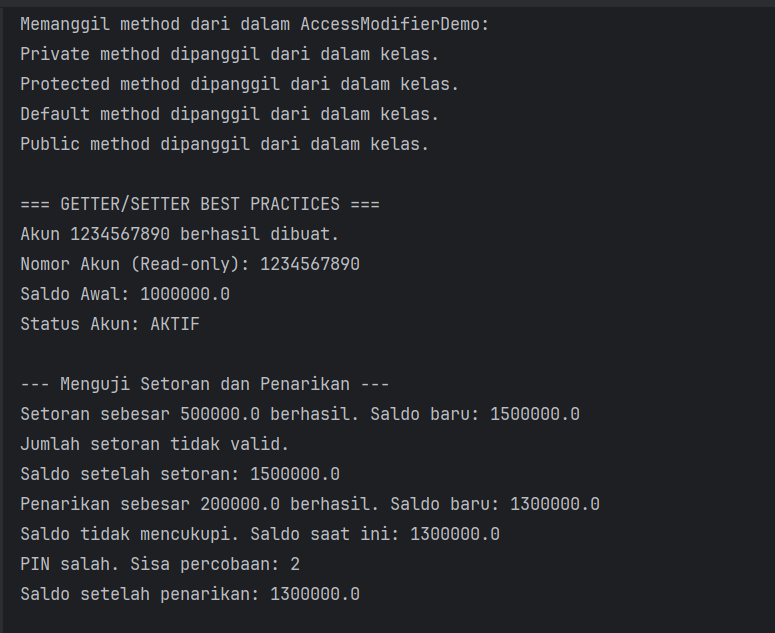 Memanggil method dari dalam AccessModifierDemo:
Private method dipanggil dari dalam kelas.
Protected method dipanggil dari dalam kelas.
Default method dipanggil dari dalam kelas.
Public method dipanggil dari dalam kelas.
=== GETTER/SETTER BEST PRACTICES ===
Akun 1234567890 berhasil dibuat.
Nomor Akun (Read-only): 1234567890
Saldo Awal: 1000000.0
Status Akun: AKTIF
--- Menguji Setoran dan Penarikan ---
Setoran sebesar 500000.0 berhasil. Saldo baru: 1500000.0
Jumlah setoran tidak valid.
Saldo setelah setoran: 1500000.0
Penarikan sebesar 200000.0 berhasil. Saldo baru: 1300000.0
Saldo tidak mencukupi. Saldo saat ini: 1300000.0
PIN salah. Sisa percobaan: 2
Saldo setelah penarikan: 1300000.0